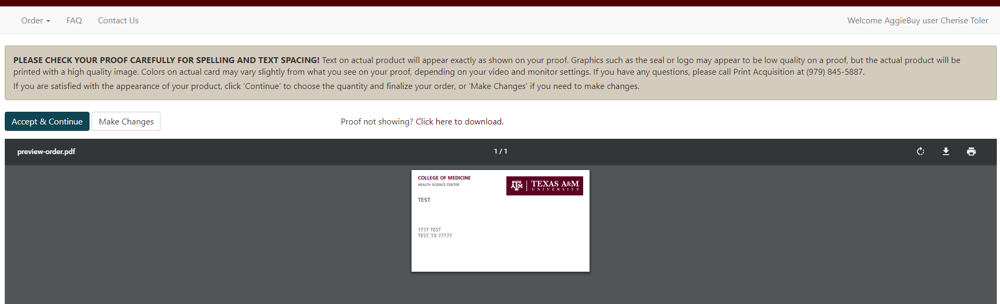 Order
FAQ
Contact Us
Welcome AggieBuy user Cherise Toler
PLEASE CHECK YOUR PROOF CAREFULLY FOR SPELLING AND TEXT SPACING! Text on actual product will appear exactly as shown on your proof. Graphics such as the seal or logo may appear to be low quality on a proof, but the actual product will be
printed with a high quality image. Colors on actual card may vary slightly from what you see on your proof, depending on your video and monitor settings. If you have any questions, please call Print Acquisition at (979) 845-5887.
If you are satisfied with the appearance of your product, click 'Continue' to choose the quantity and finalize your order, or 'Make Changes' if you need to make changes.
Accept & Continue
Make Changes
Proof not showing? Click here to download.
preview-order.pdf
1 / 1
COLLEGE OF MEDICINE
HEALTH SCIENCE CENTER
ATM
TEXAS A&M
UNIVERSITY
TEST
7777 TEST
TEST, TX 77777